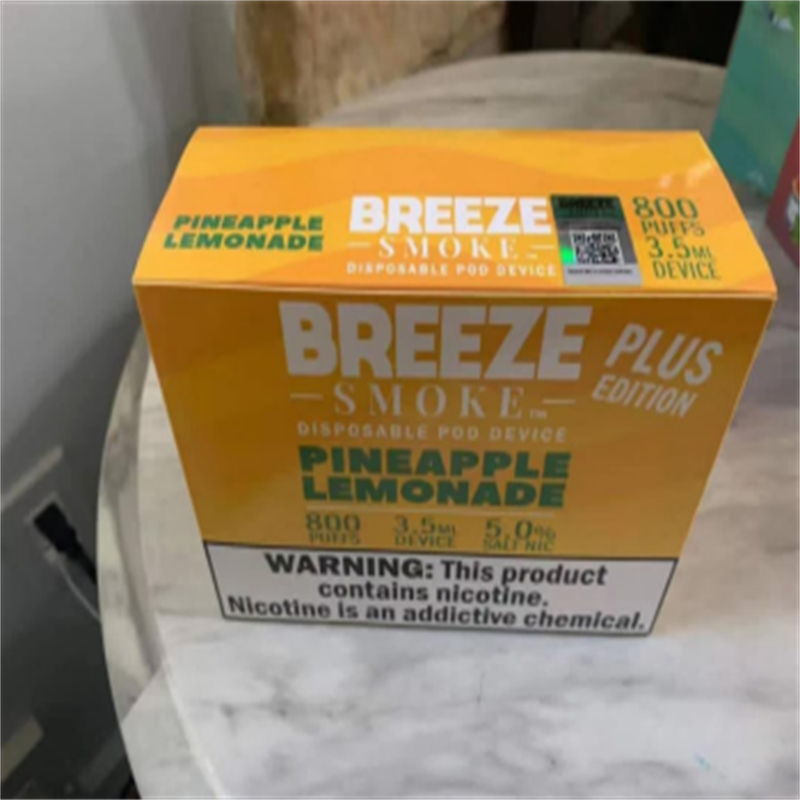 PINEAPPLE
LEMONADE
BREEZE
SMOKE
DISPOSABLE POD DEVICE
BREEZE
800
PUFFS
3.5ML
DEVICE
BREEZE
SMOKE™
DISPOSABLE POD DEVICE
PLUS
EDITION
PINEAPPLE
LEMONADE
800 3.5ML 5.0%
PUFFS DEVICE SALT NIC
WARNING: This product
contains nicotine.
Nicotine is an addictive chemical.